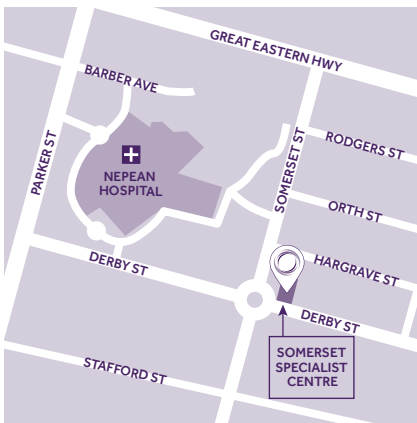 GREAT EASTERN HWY
BARBER AVE
PARKER ST
SOMERSET ST
RODGERS ST
NEPEAN
HOSPITAL
ORTH ST
HARGRAVE ST
DERBY ST
DERBY ST
STAFFORD ST
SOMERSET
SPECIALIST
CENTRE